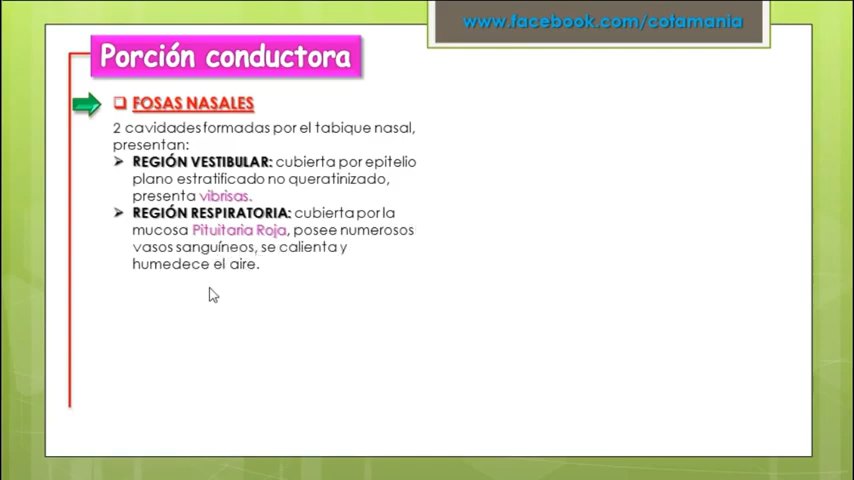 www.facebook.com/cofamania
Porción conductora
FOSAS NASALES
2 cavidades formadas por el tabique nasal,
presentan:
REGIÓN VESTIBULAR: cubierta por epitelio
plano estratificado no queratinizado,
presenta vibrisas.
REGIÓN RESPIRATORIA: cubierta por la
mucosa Pituitaria Roja, posee numerosos
vasos sanguíneos, se calienta y
humedece el aire.